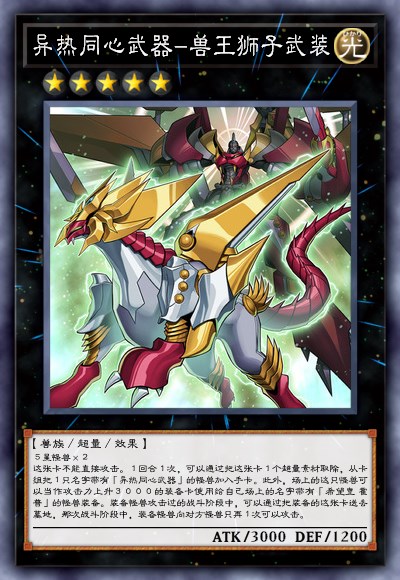 异热同心武器-兽王狮子武装
光
【兽族/超量/效果】
5星怪兽×2
这张卡不能直接攻击。1回合1次,可以通过把这张卡1个超量素材取除,从卡
组把1只名字带有「异热同心武器」的怪兽加入手卡。此外,场上的这只怪兽可
以当作攻击力上升3000的装备卡使用给自己场上的名字带有「希望皇 霍
普」的怪兽装备。装备怪兽攻击过的战斗阶段中,可以通过把装备的这张卡送去
墓地,那次战斗阶段中,装备怪兽向对方怪兽只再1次可以攻击。
ATK/3000 DEF/1200